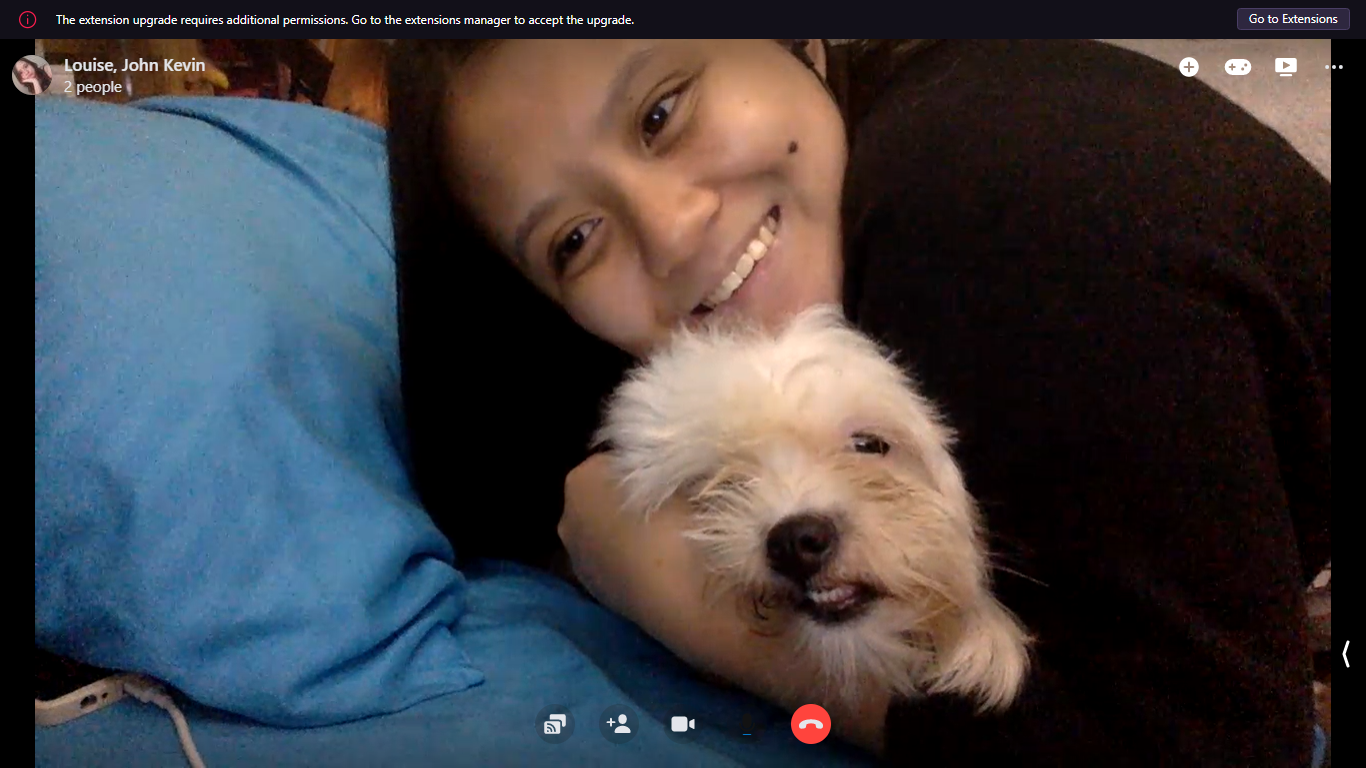 The extension upgrade requires additional permissions. Go to the extensions manager to accept the upgrade.
Go to Extensions
Louise, John Kevin
2 people